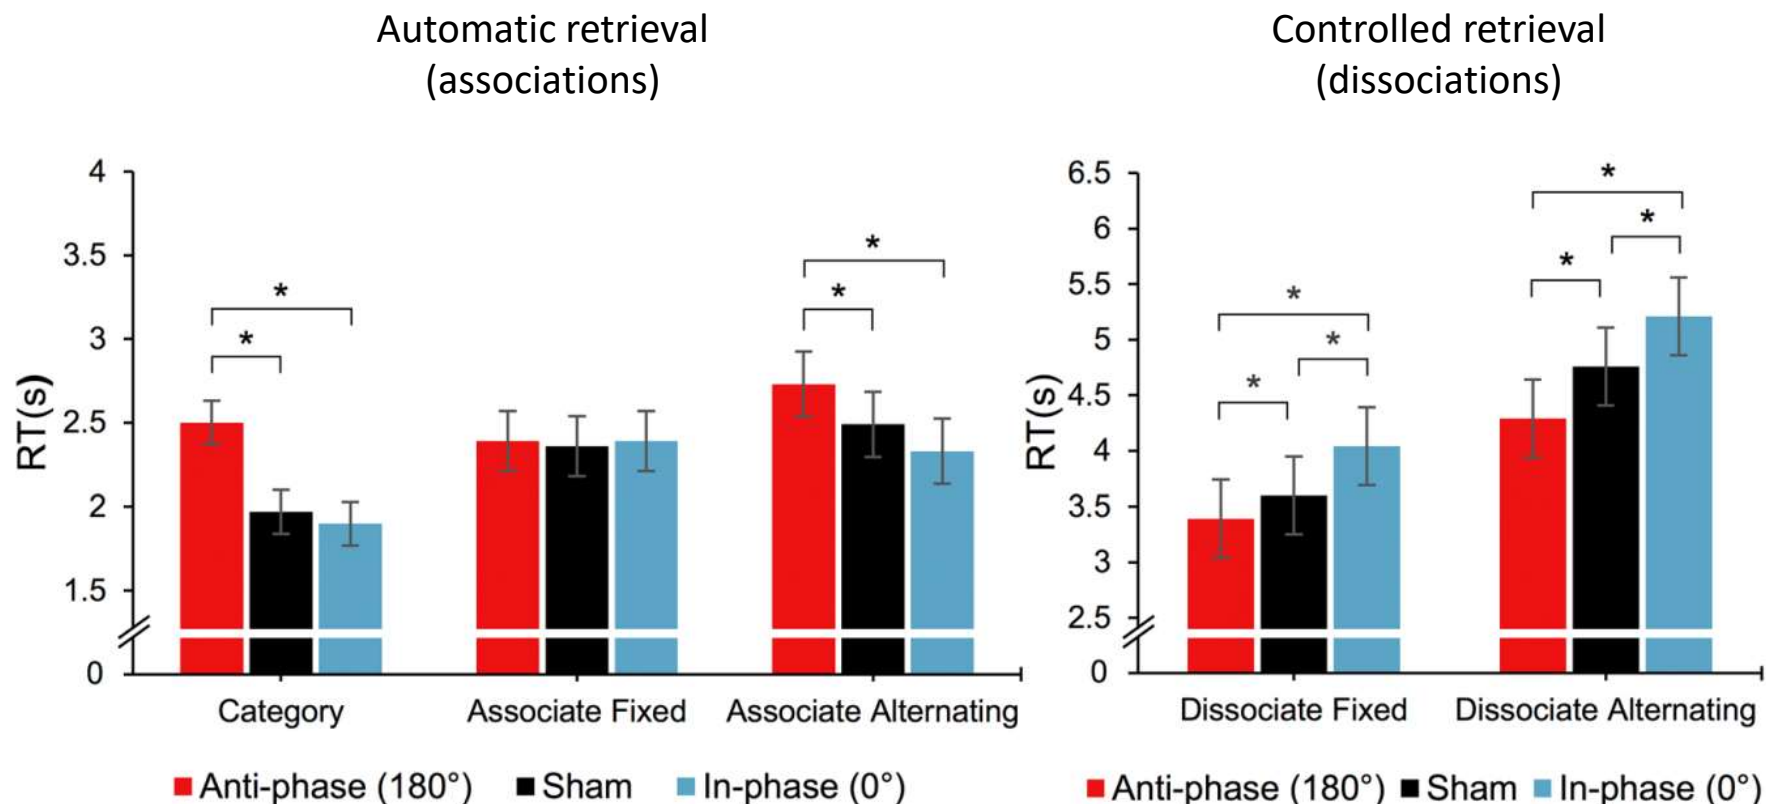 Automatic retrieval
(associations)
Controlled retrieval
(dissociations)
RT(s)
4
3.5
3
2.5
2
1.5
0
*
*
*
*
Category
Associate Fixed
Associate Alternating
Anti-phase (180°)
Sham
In-phase (0°)
RT(s)
6.5
6
5.5
5
4.5
4
3.5
3
2.5
0
*
*
*
*
*
*
Dissociate Fixed
Dissociate Alternating
Anti-phase (180°)
Sham
In-phase (0°)